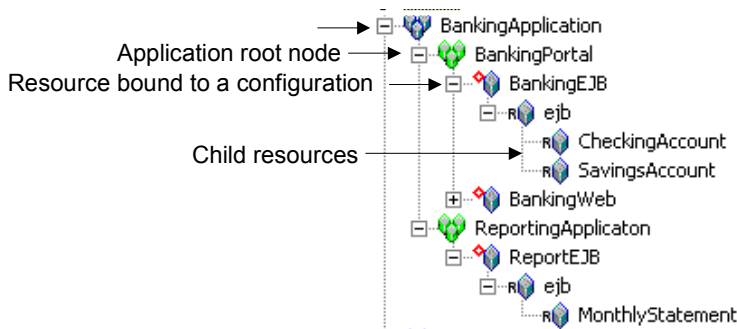 BankingApplication
Application root node
BankingPortal
Resource bound to a configuration
BankingEJB
R ejb
R CheckingAccount
Child resources
R SavingsAccount
BankingWeb
ReportingApplicaton
ReportEJB
R ejb
R MonthlyStatement